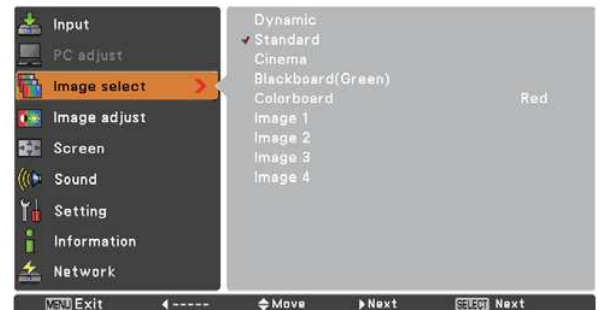 Input
PC adjust
Image select
Image adjust
Screen
Sound
Setting
Information
Network
Dynamic
Standard
Cinema
Blackboard(Green)
Colorboard Red
Image 1
Image 2
Image 3
Image 4
MENU Exit ----- Move Next SELECT Next